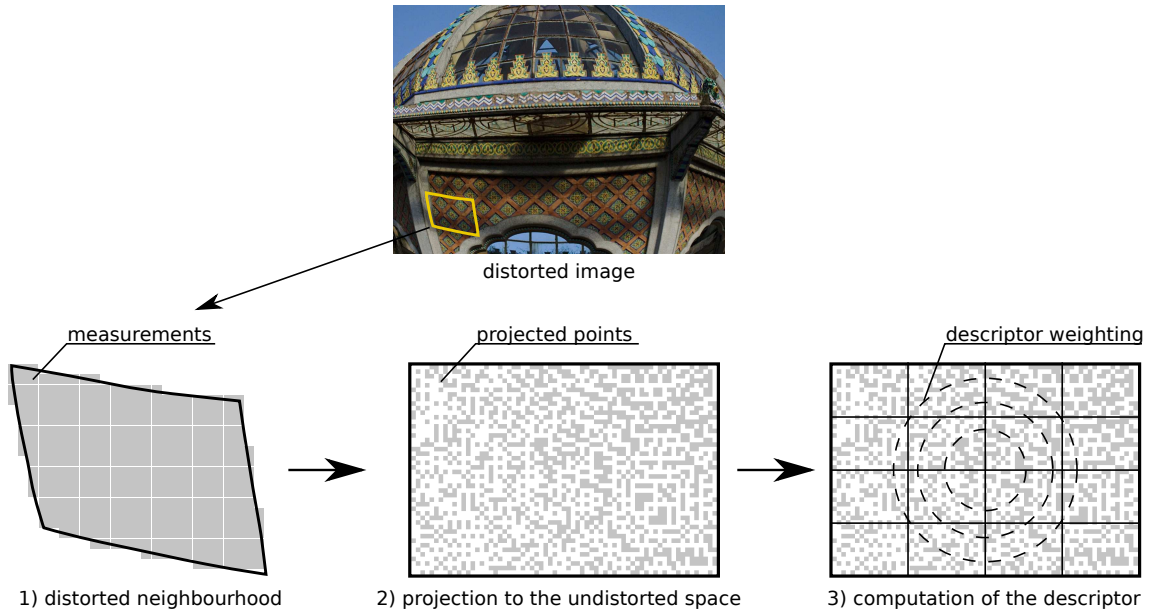 distorted image
measurements
projected points
descriptor weighting
1) distorted neighbourhood
2) projection to the undistorted space
3) computation of the descriptor